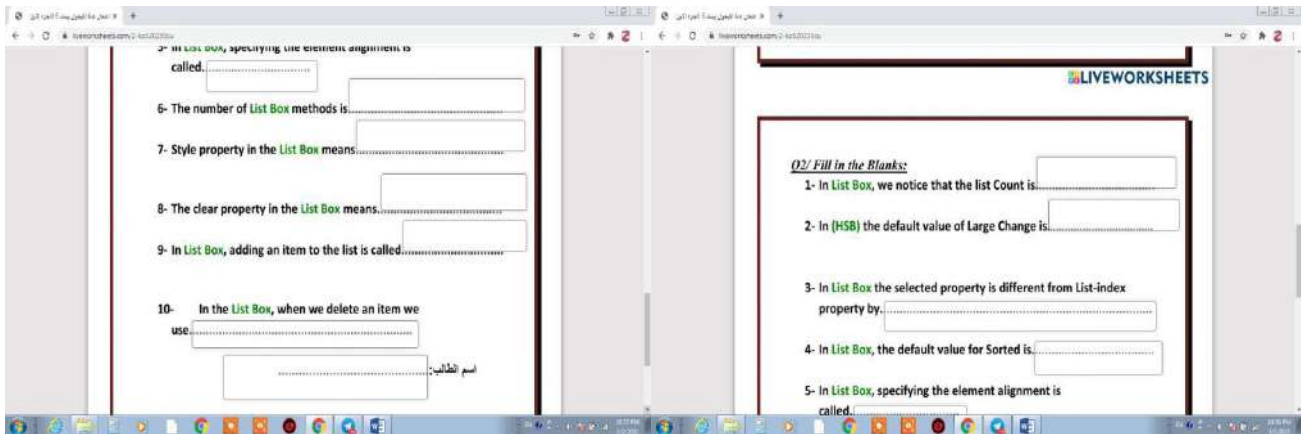 5- In List Box, specifying the element alignment is
called.
6- The number of List Box methods is
7- Style property in the List Box means
8- The clear property in the List Box means.
9- In List Box, adding an item to the list is called
10- In the List Box, when we delete an item we
use.
اسم الطالب:
LIVEWORKSHEETS
Q2/ Fill in the Blanks:
1- In List Box, we notice that the list Count is.
2- In (HSB) the default value of Large Change is
3- In List Box the selected property is different from List-index
property by.
4- In List Box, the default value for Sorted is.
5- In List Box, specifying the element alignment is
called.